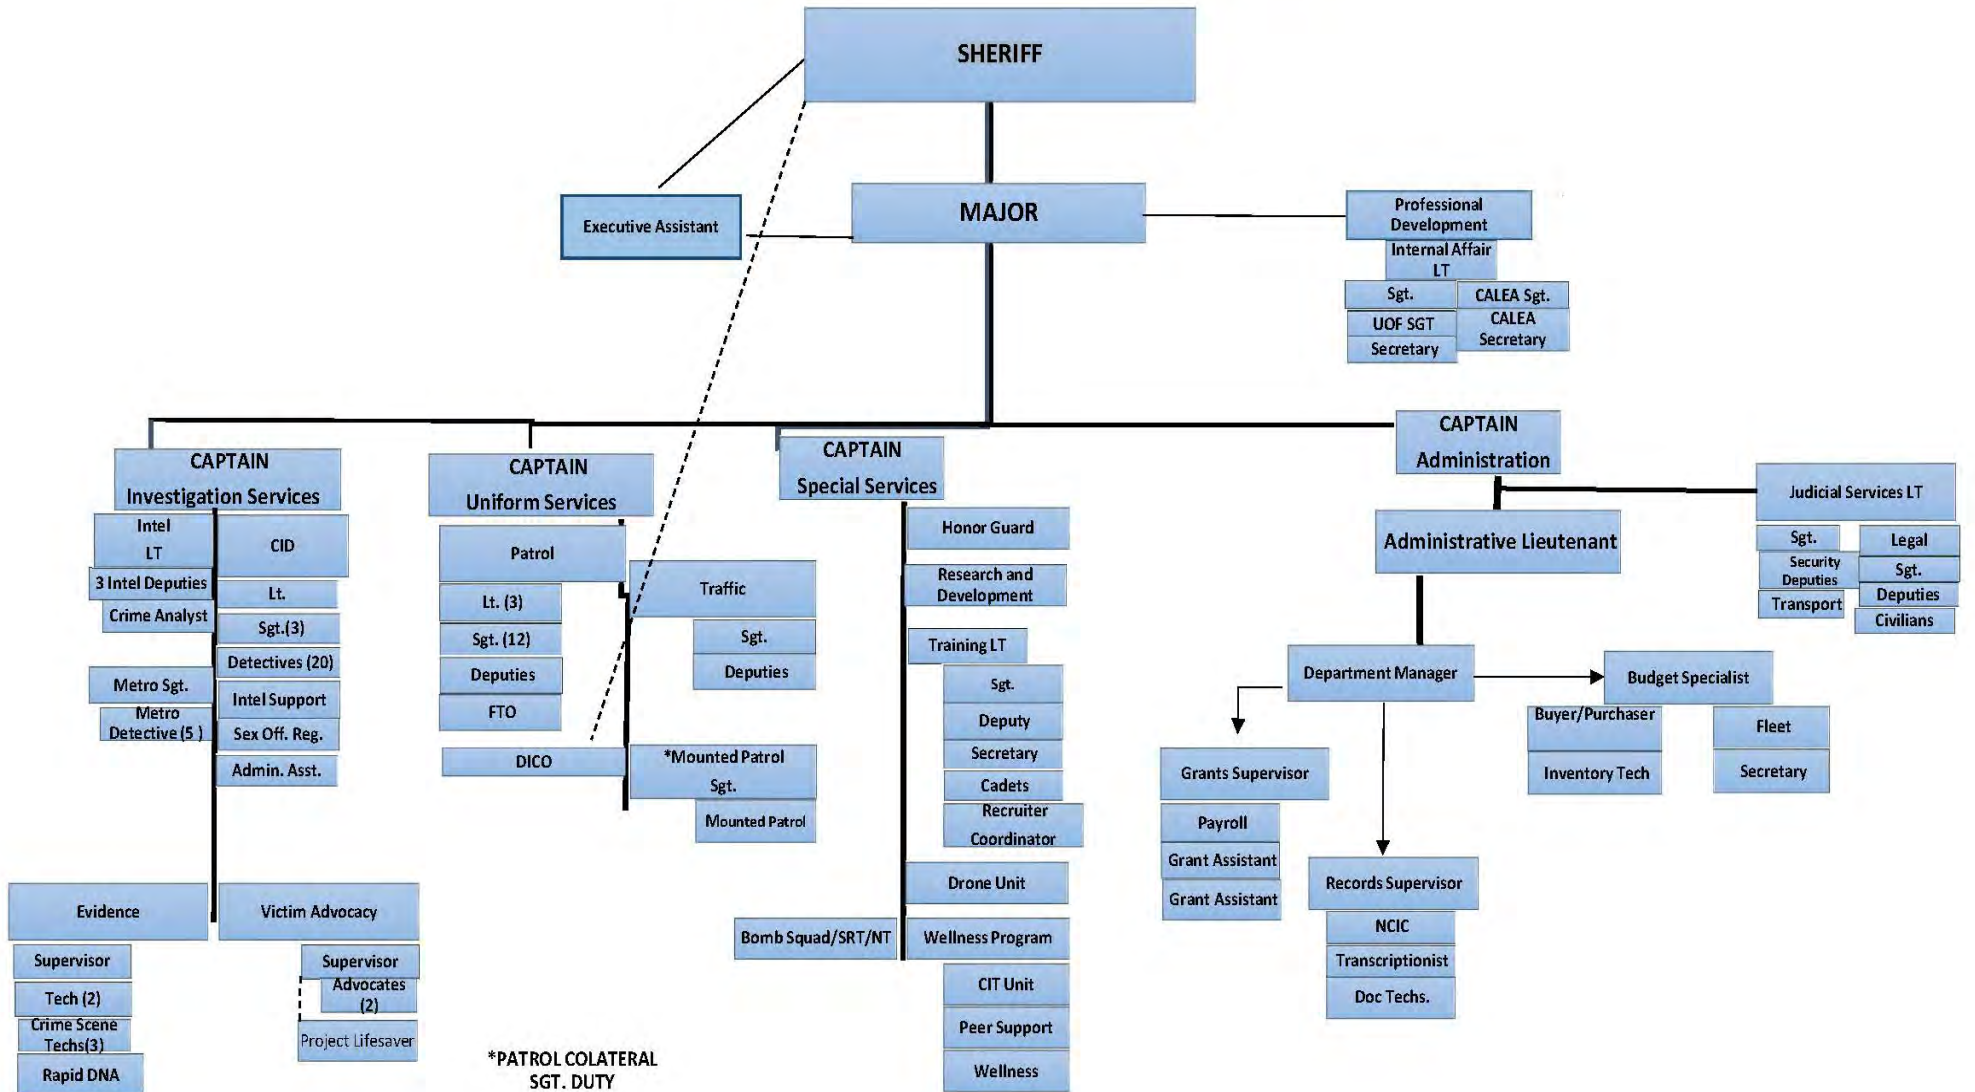 SHERIFF
Executive Assistant
MAJOR
Professional
Development
Internal Affair
LT
Sgt.
CALEA Sgt.
UOF SGT
CALEA
Secretary
Secretary
CAPTAIN
Investigation Services
Intel
LT
CID
3 Intel Deputies
Crime Analyst
Lt.
Sgt.(3)
Detectives (20)
Metro Sgt.
Metro
Detective (5 )
Intel Support
Sex Off. Reg.
Admin. Asst.
Evidence
Supervisor
Tech (2)
Crime Scene
Techs(3)
Rapid DNA
Victim Advocacy
Supervisor
Advocates
(2)
Project Lifesaver
CAPTAIN
Uniform Services
Patrol
Lt. (3)
Sgt. (12)
Deputies
FTO
DICO
Traffic
Sgt.
Deputies
*Mounted Patrol
Sgt.
Mounted Patrol
*PATROL COLATERAL
SGT. DUTY
CAPTAIN
Special Services
Honor Guard
Research and
Development
Training LT
Sgt.
Deputy
Secretary
Cadets
Recruiter
Coordinator
Drone Unit
Bomb Squad/SRT/NT
Wellness Program
CIT Unit
Peer Support
Wellness
CAPTAIN
Administration
Judicial Services LT
Sgt.
Security
Deputies
Transport
Legal
Sgt.
Deputies
Civilians
Administrative Lieutenant
Department Manager
Budget Specialist
Buyer/Purchaser
Inventory Tech
Fleet
Secretary
Grants Supervisor
Payroll
Grant Assistant
Grant Assistant
Records Supervisor
NCIC
Transcriptionist
Doc Techs.